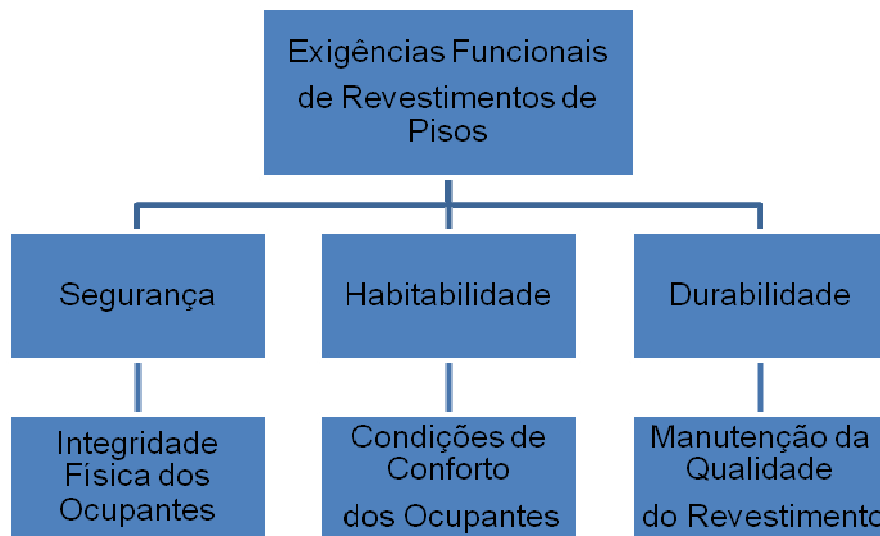 Exigências Funcionais
de Revestimentos de
Pisos
Segurança
Habitabilidade
Durabilidade
Integridade
Física dos
Ocupantes
Condições de
Conforto
dos Ocupantes
Manutenção da
Qualidade
do Revestimento